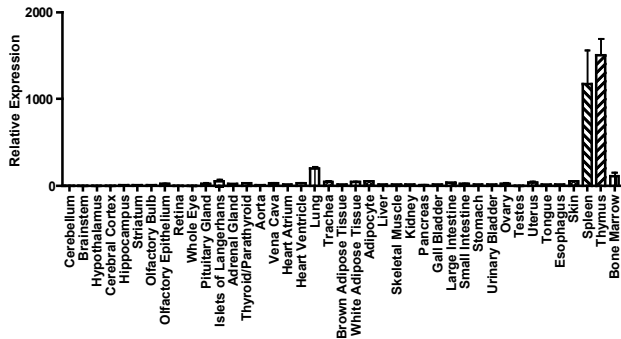 Relative Expression
2000
1000
0
Cerebellum
Brainstem
Hypothalamus
Cerebral Cortex
Hippocampus
Striatum
Olfactory Bulb
Olfactory Epithelium
Retina
Whole Eye
Pituitary Gland
Islets of Langerhans
Adrenal Gland
Thyroid/Parathyroid
Aorta
Vena Cava
Heart Atrium
Heart Ventricle
Lung
Trachea
Brown Adipose Tissue
White Adipose Tissue
Adipocyte
Liver
Skeletal Muscle
Kidney
Pancreas
Gall Bladder
Large Intestine
Small Intestine
Stomach
Urinary Bladder
Ovary
Testes
Uterus
Tongue
Esophagus
Skin
Spleen
Thymus
Bone Marrow